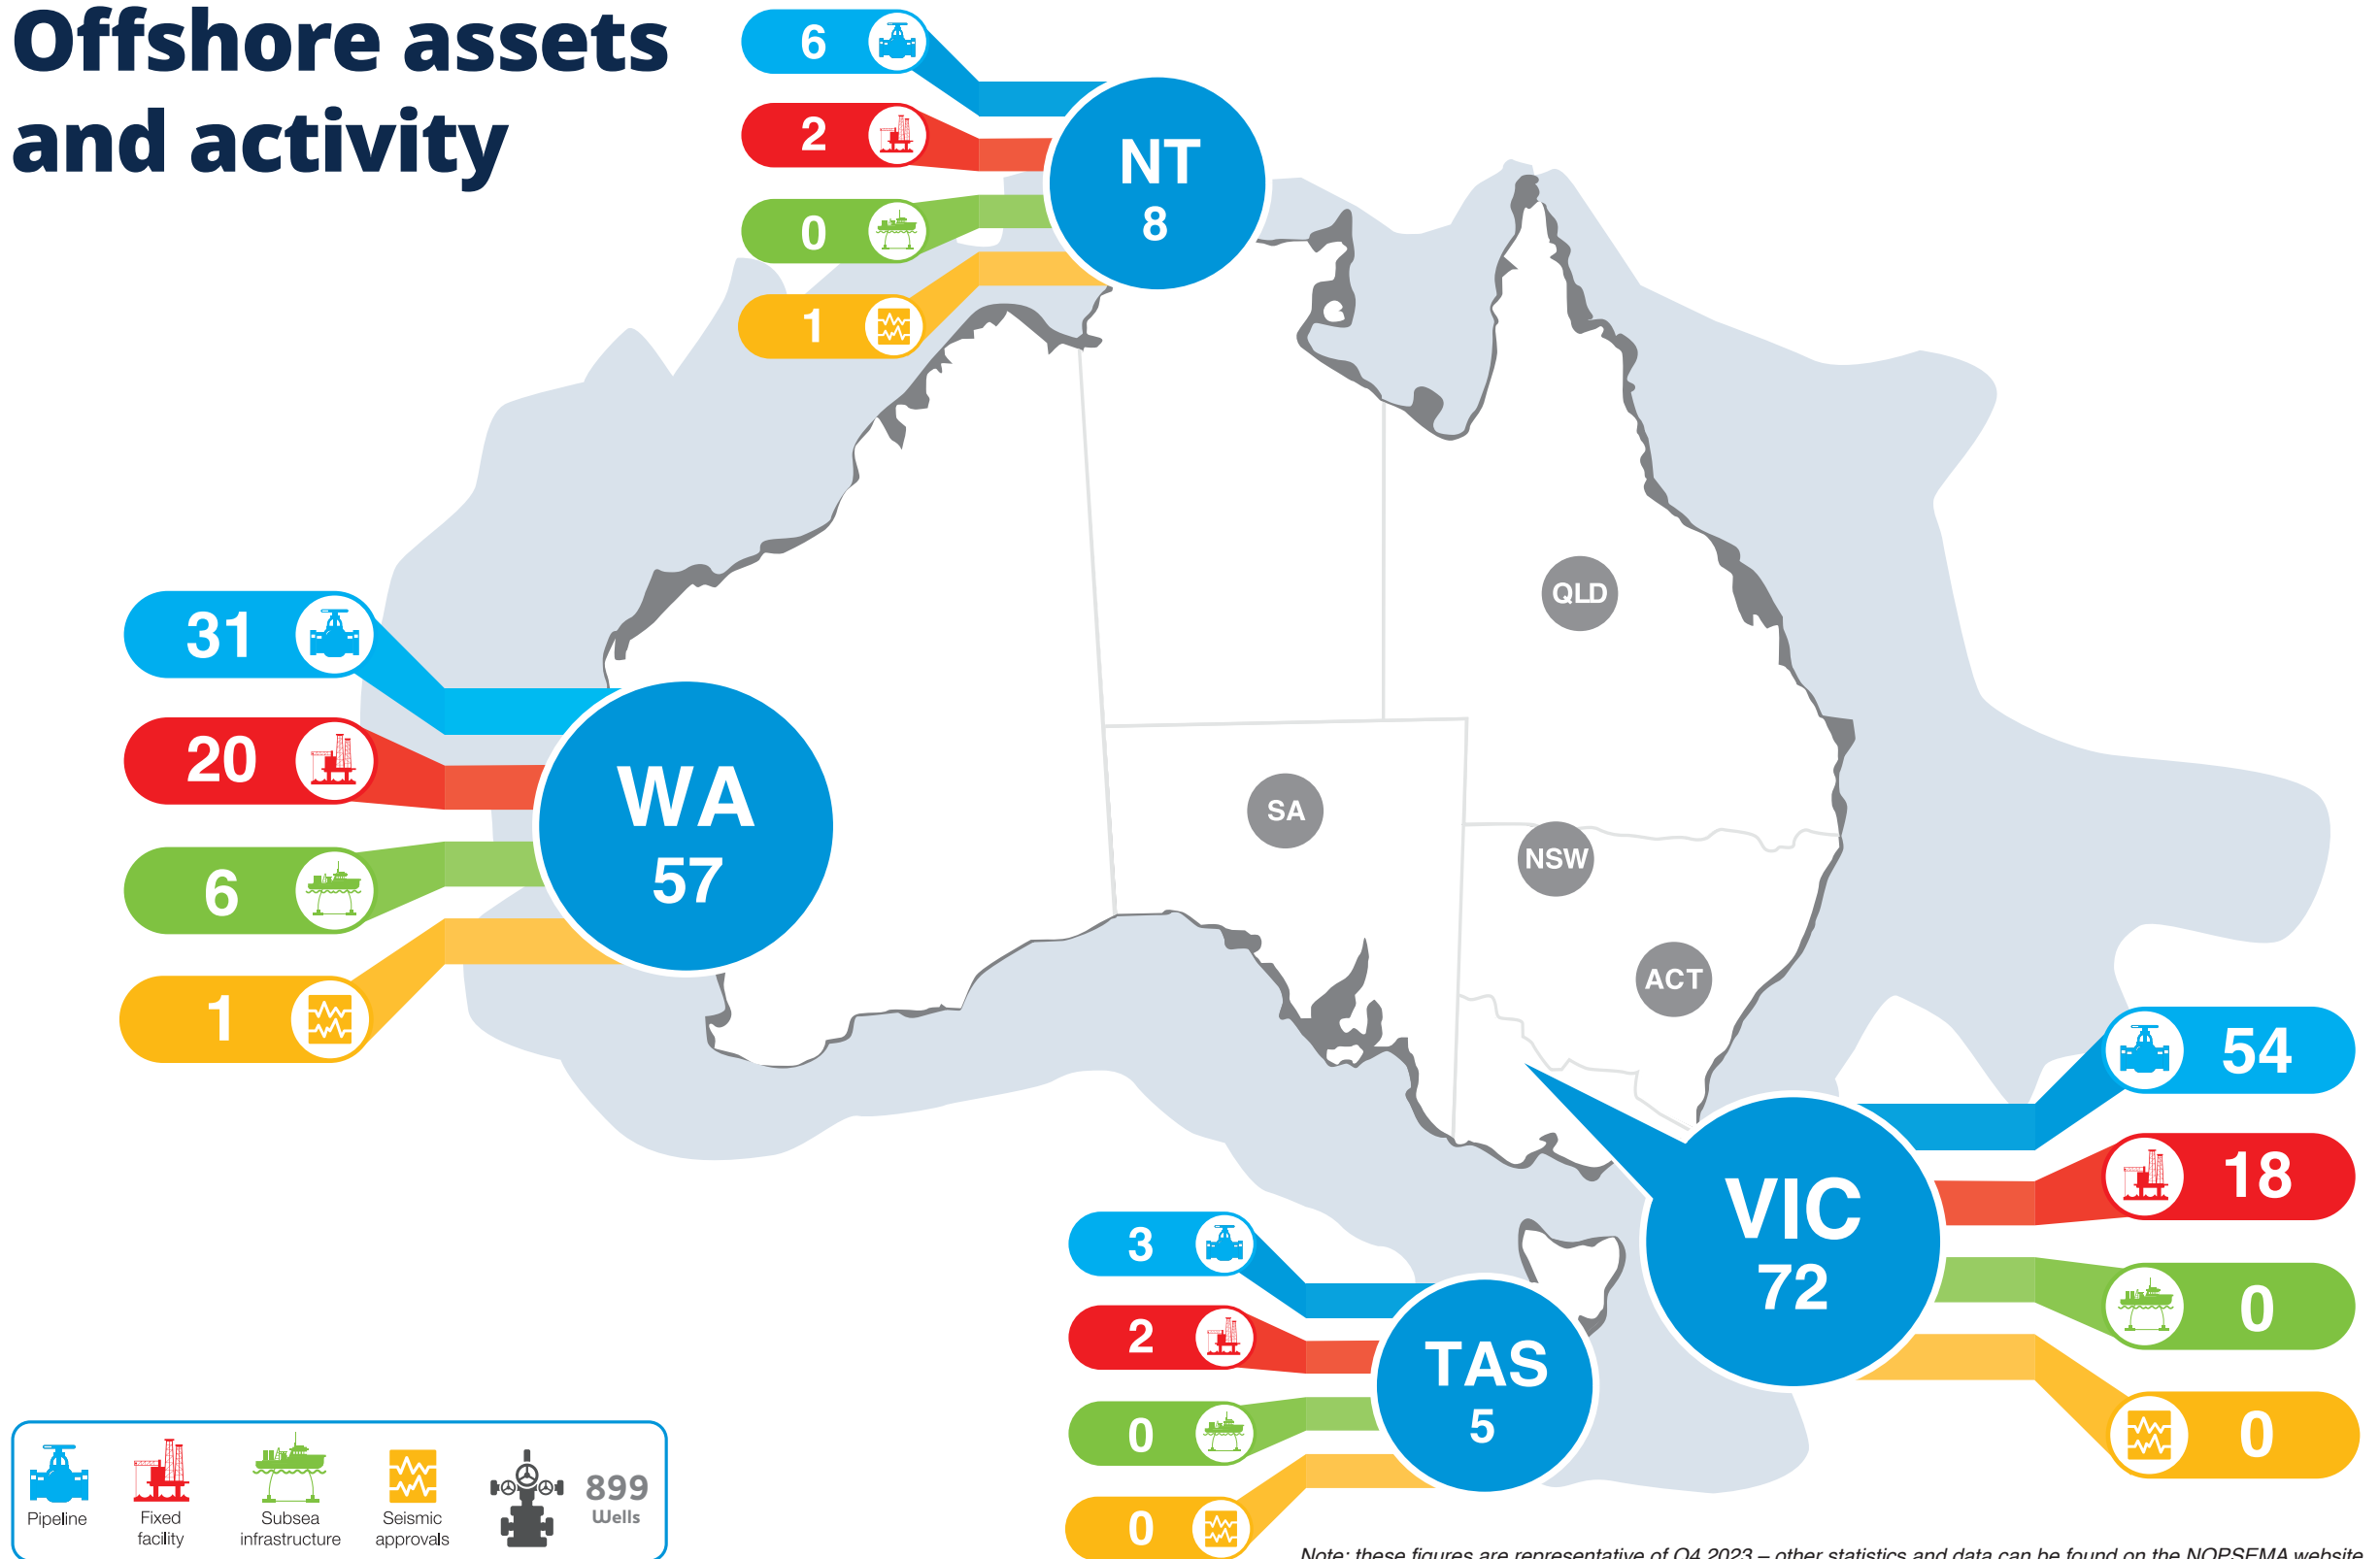 Offshore assets
and activity
6
2
0
1
NT
8
QLD
31
20
6
1
WA
57
SA
NSW
ACT
54
18
0
0
VIC
72
3
2
0
0
TAS
5
Pipeline
Fixed
facility
Subsea
infrastructure
Seismic
approvals
899
Wells
Note: these figures are representative of Q4 2023 – other statistics and data can be found on the NOPSEMA website